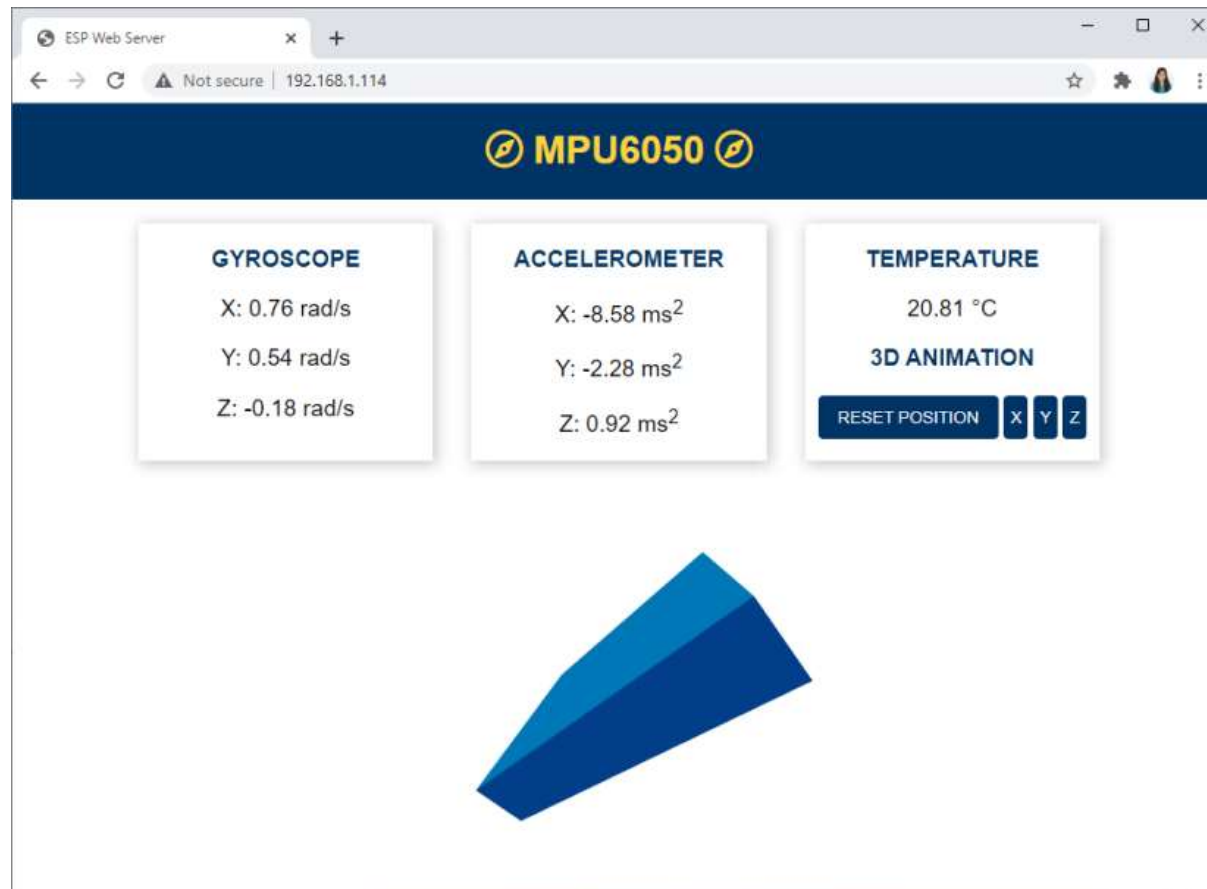 ESP Web Server
Not secure | 192.168.1.114
MPU6050
GYROSCOPE
X: 0.76 rad/s
Y: 0.54 rad/s
Z: -0.18 rad/s
ACCELEROMETER
X: -8.58 ms²
Y: -2.28 ms²
Z: 0.92 ms²
TEMPERATURE
20.81 °C
3D ANIMATION
RESET POSITION X Y Z